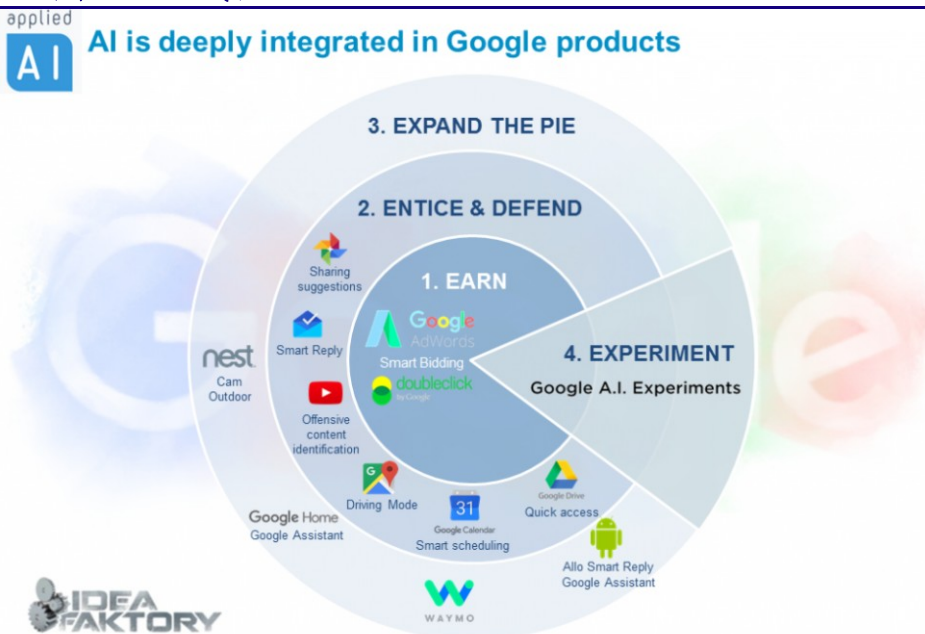 applied
AI
AI is deeply integrated in Google products
3. EXPAND THE PIE
2. ENTICE & DEFEND
1. EARN
Sharing
suggestions
Google
AdWords
Smart Bidding
doubleclick
by Google
Smart Reply
4. EXPERIMENT
Google A.I. Experiments
nest
Cam
Outdoor
Offensive
content
identification
G
Driving Mode
31
Google Calendar
Smart scheduling
Google Drive
Quick access
Google Home
Google Assistant
Allo Smart Reply
Google Assistant
WAYMO
IDEA
FAKTORY